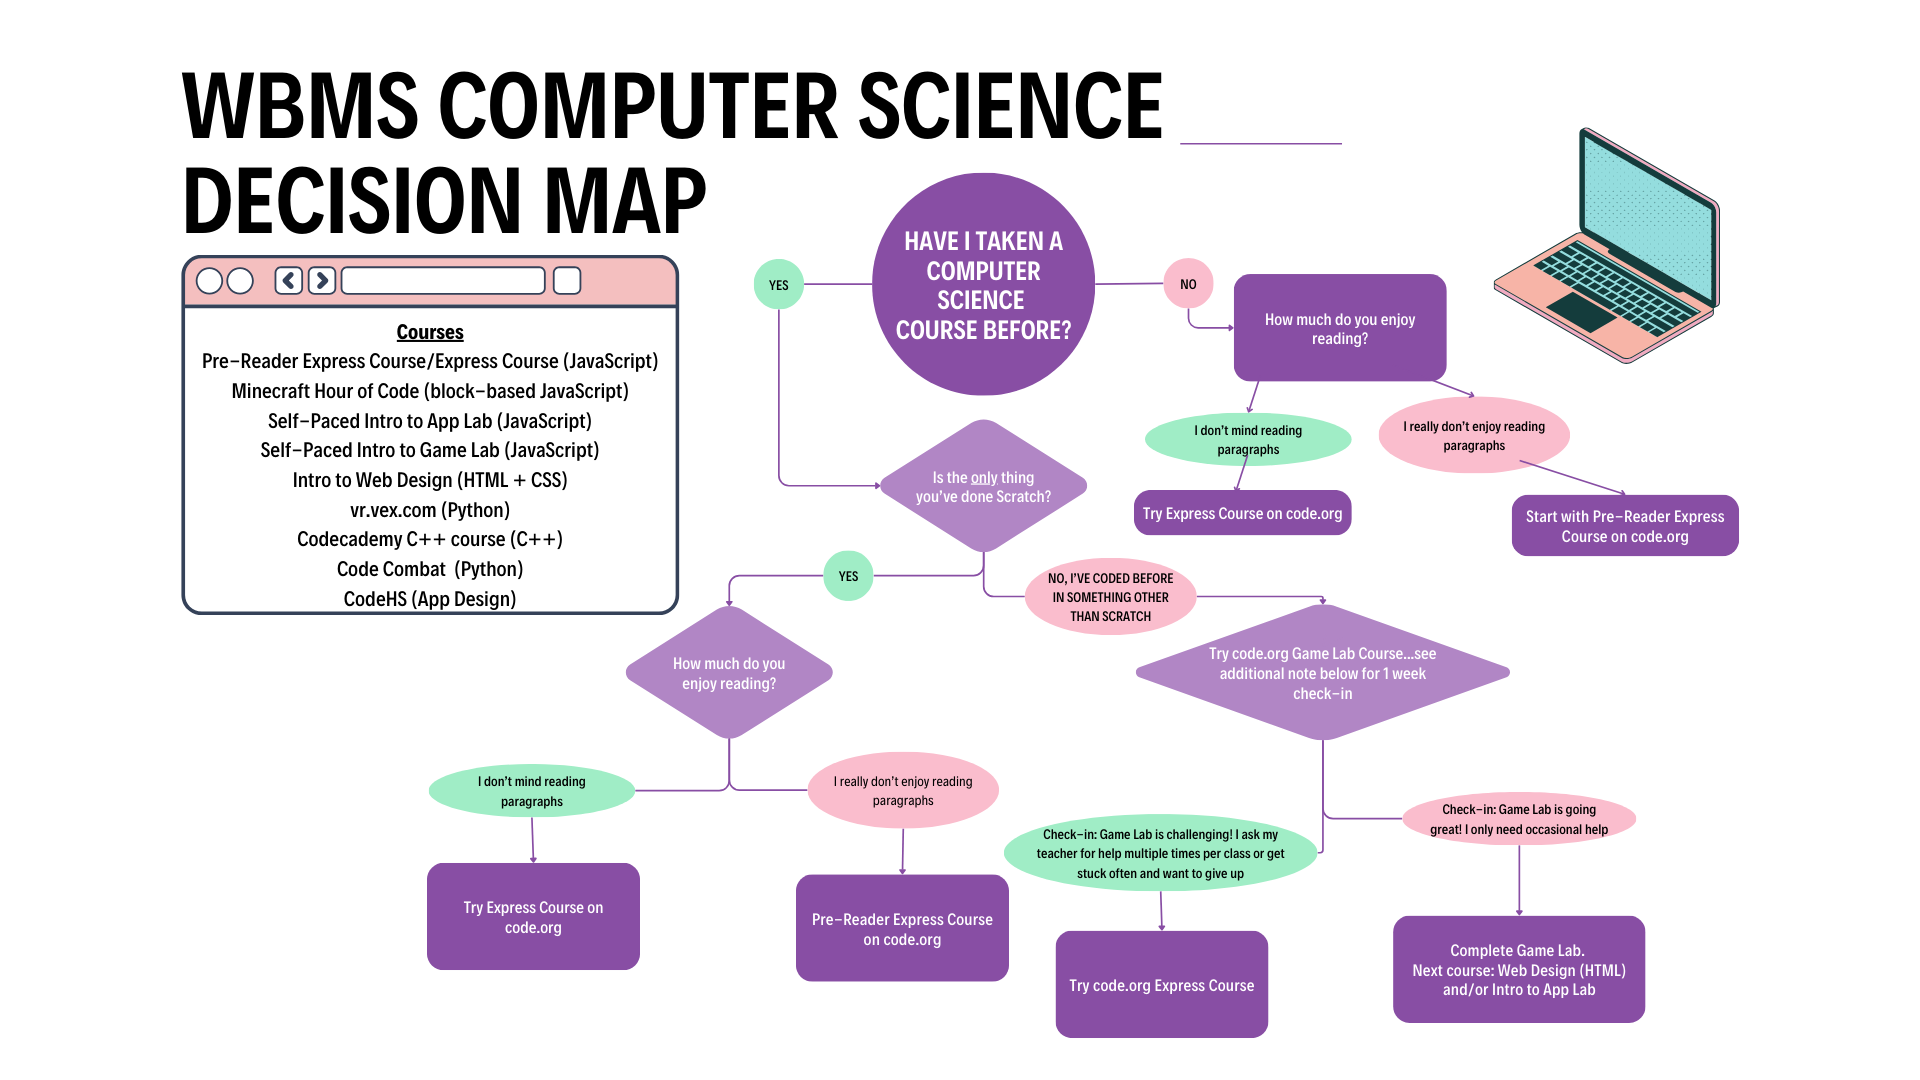 WBMS COMPUTER SCIENCE
DECISION MAP
Courses
Pre-Reader Express Course/Express Course (JavaScript)
Minecraft Hour of Code (block-based JavaScript)
Self-Paced Intro to App Lab (JavaScript)
Self-Paced Intro to Game Lab (JavaScript)
Intro to Web Design (HTML + CSS)
vr.vex.com (Python)
Codecademy C++ course (C++)
Code Combat (Python)
CodeHS (App Design)
HAVE I TAKEN A
COMPUTER
SCIENCE
COURSE BEFORE?
YES
NO
How much do you enjoy
reading?
I don't mind reading
paragraphs
I really don't enjoy reading
paragraphs
Try Express Course on code.org
Start with Pre-Reader Express
Course on code.org
Is the only thing
you've done Scratch?
YES
NO, I'VE CODED BEFORE
IN SOMETHING OTHER
THAN SCRATCH
How much do you
enjoy reading?
Try code.org Game Lab Course...see
additional note below for 1 week
check-in
I don't mind reading
paragraphs
I really don't enjoy reading
paragraphs
Check-in: Game Lab is challenging! I ask my
teacher for help multiple times per class or get
stuck often and want to give up
Check-in: Game Lab is going
great! I only need occasional help
Try Express Course on
code.org
Pre-Reader Express Course
on code.org
Try code.org Express Course
Complete Game Lab.
Next course: Web Design (HTML)
and/or Intro to App Lab